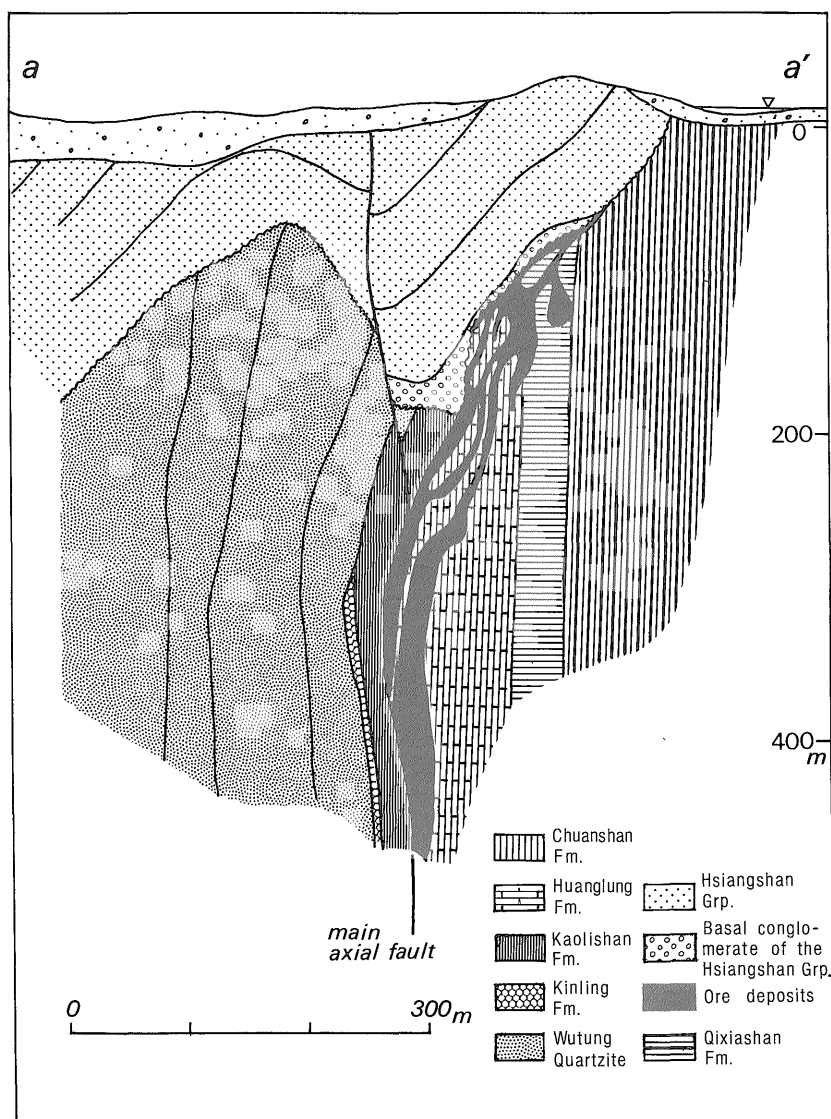 a
a'
0
200
400
m
main
axial fault
0
300m
Chuanshan
Fm.
Huanglung
Fm.
Kaolishan
Fm.
Kinling
Fm.
Wutung
Quartzite
Hsiangshan
Grp.
Basal conglo-
merate of the
Hsiangshan Grp.
Ore deposits
Qixiashan
Fm.